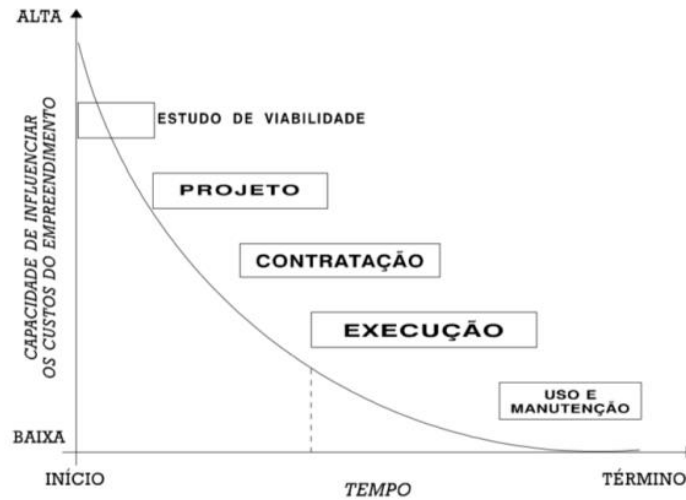 ALTA
CAPACIDADE DE INFLUENCIAR
OS CUSTOS DO EMPREENDIMENTO
ESTUDO DE VIABILIDADE
PROJETO
CONTRATAÇÃO
EXECUÇÃO
USO E
MANUTENÇÃO
BAIXA
INÍCIO
TEMPO
TÉRMINO